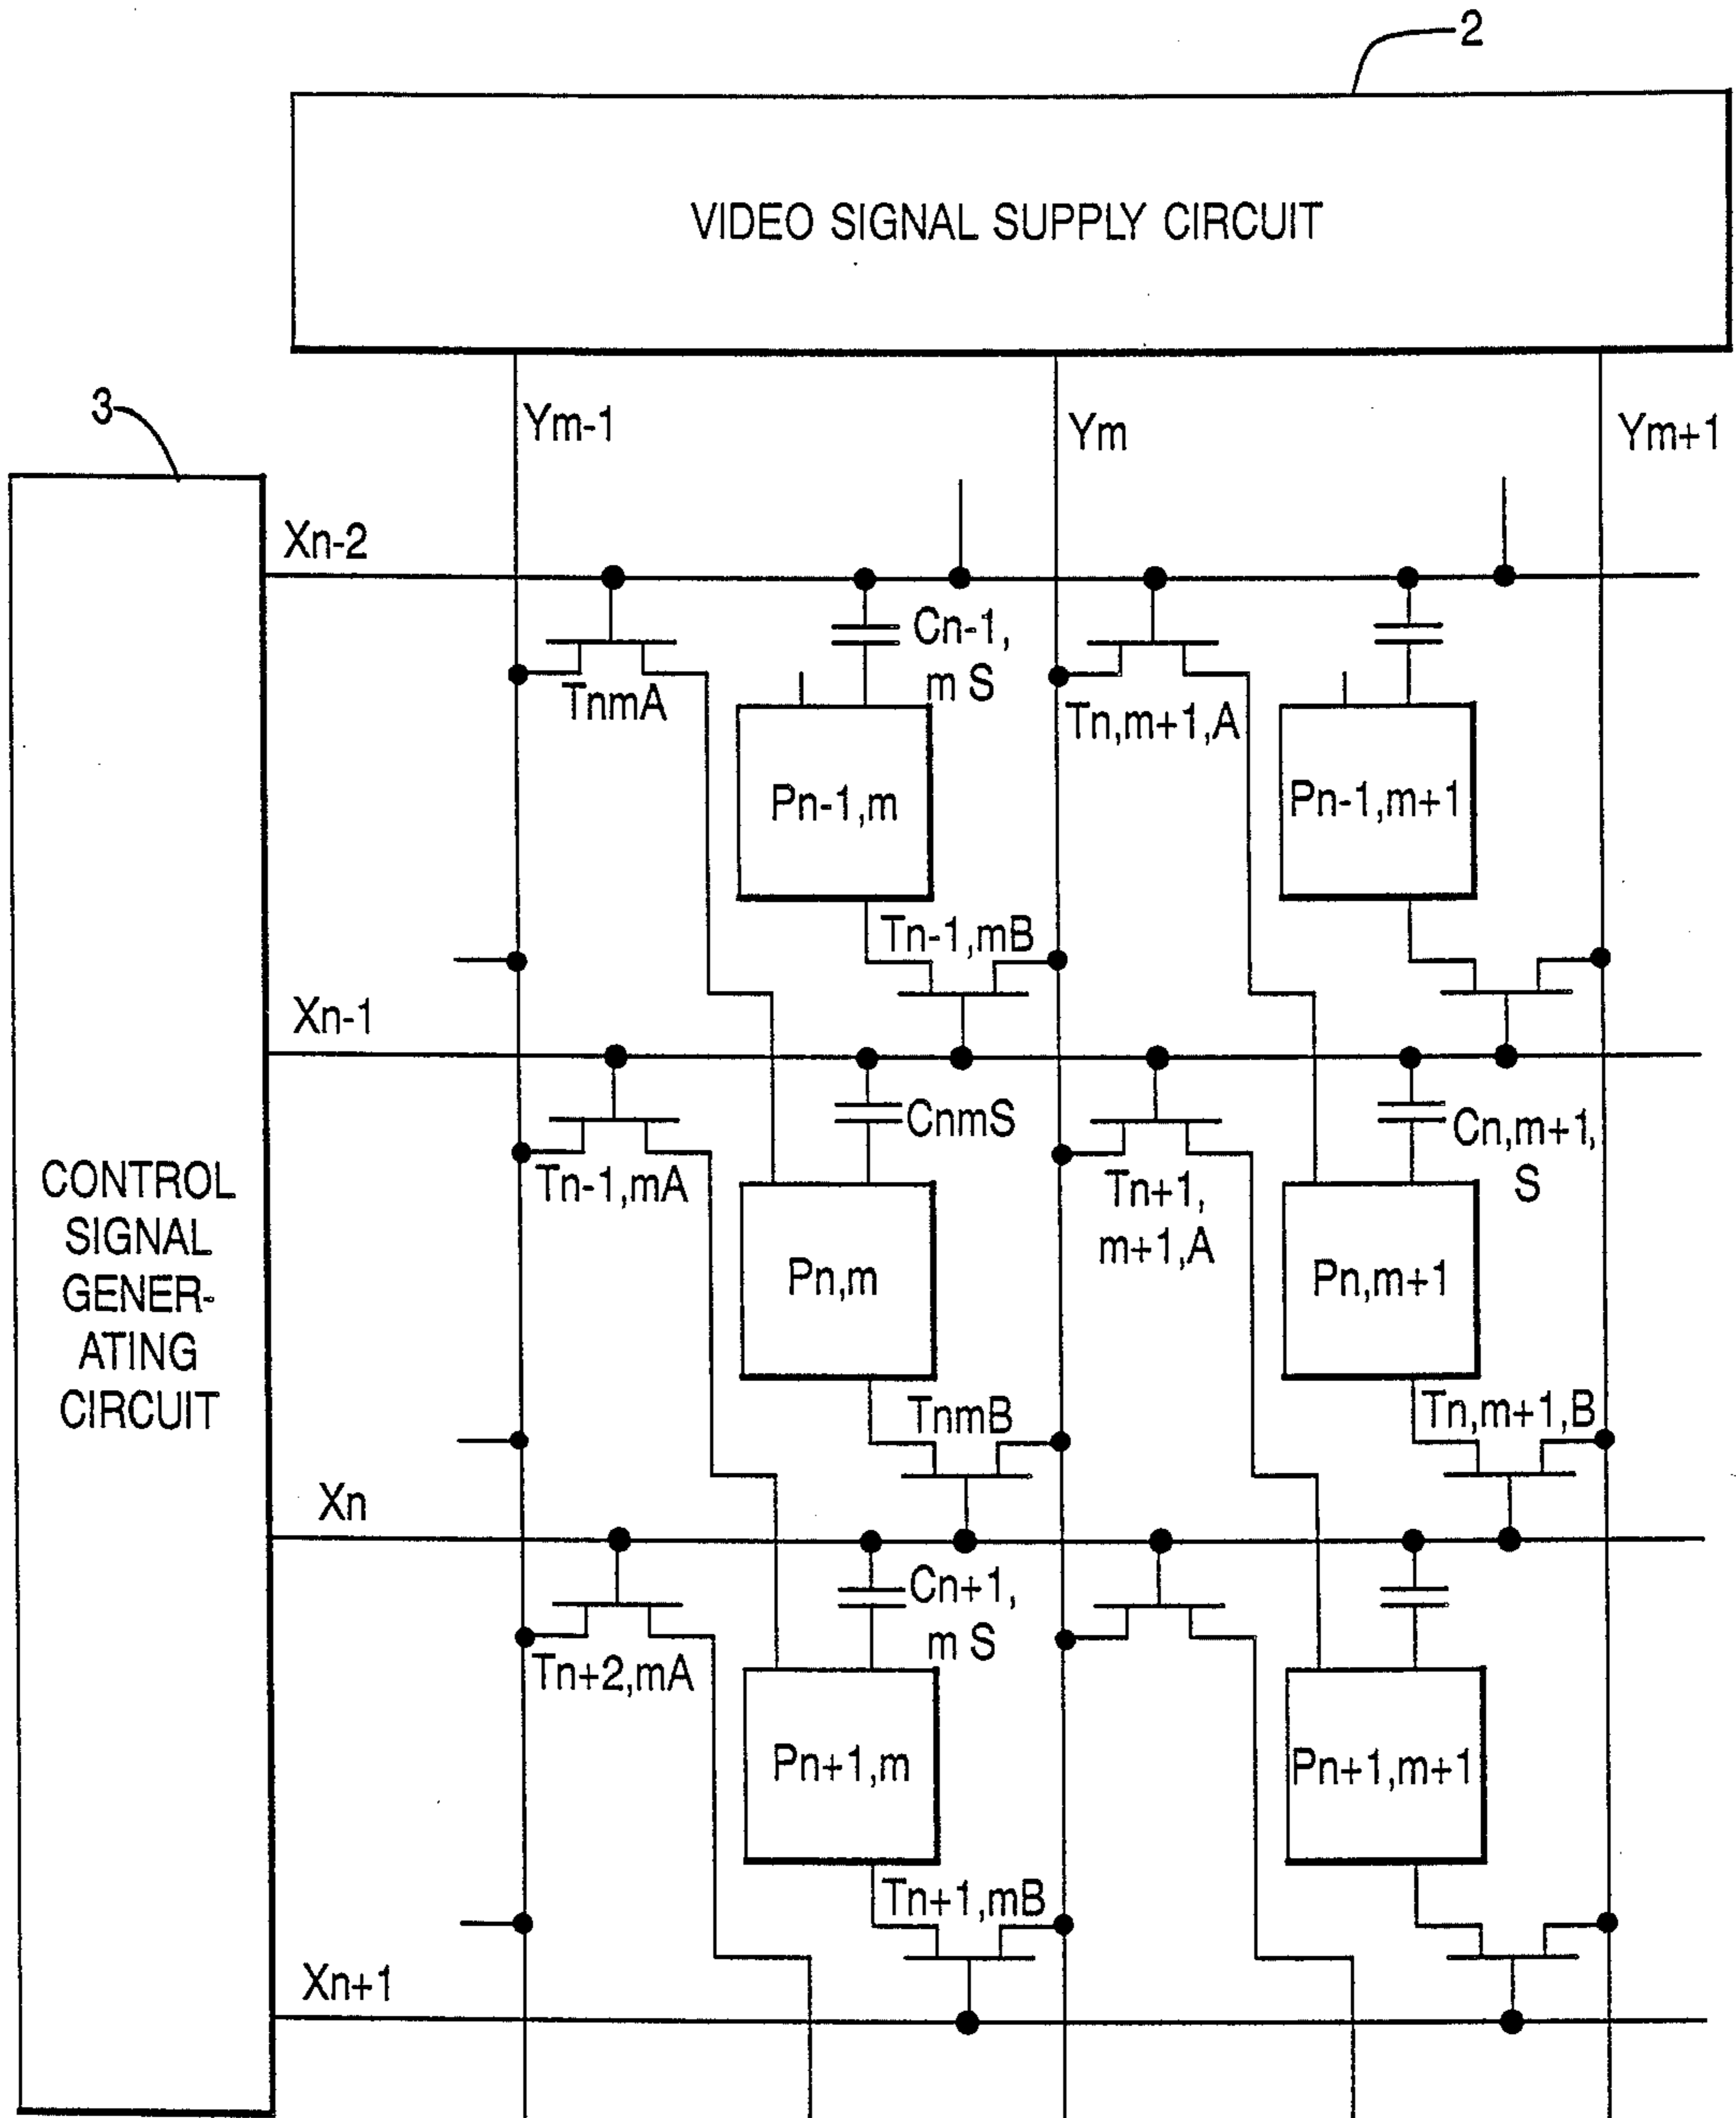 2
VIDEO SIGNAL SUPPLY CIRCUIT
3
Ym-1
Ym
Ym+1
Xn-2
Cn-1,
m S
TnmA
Tn,m+1,A
Pn-1,m
Pn-1,m+1
Tn-1,mB
Xn-1
CnmS
Cn,m+1,
S
Tn-1,mA
Tn+1,
m+1,A
CONTROL
SIGNAL
GENER-
ATING
CIRCUIT
Pn,m
Pn,m+1
TnmB
Tn,m+1,B
Xn
Cn+1,
m S
Tn+2,mA
Pn+1,m
Pn+1,m+1
Tn+1,mB
Xn+1